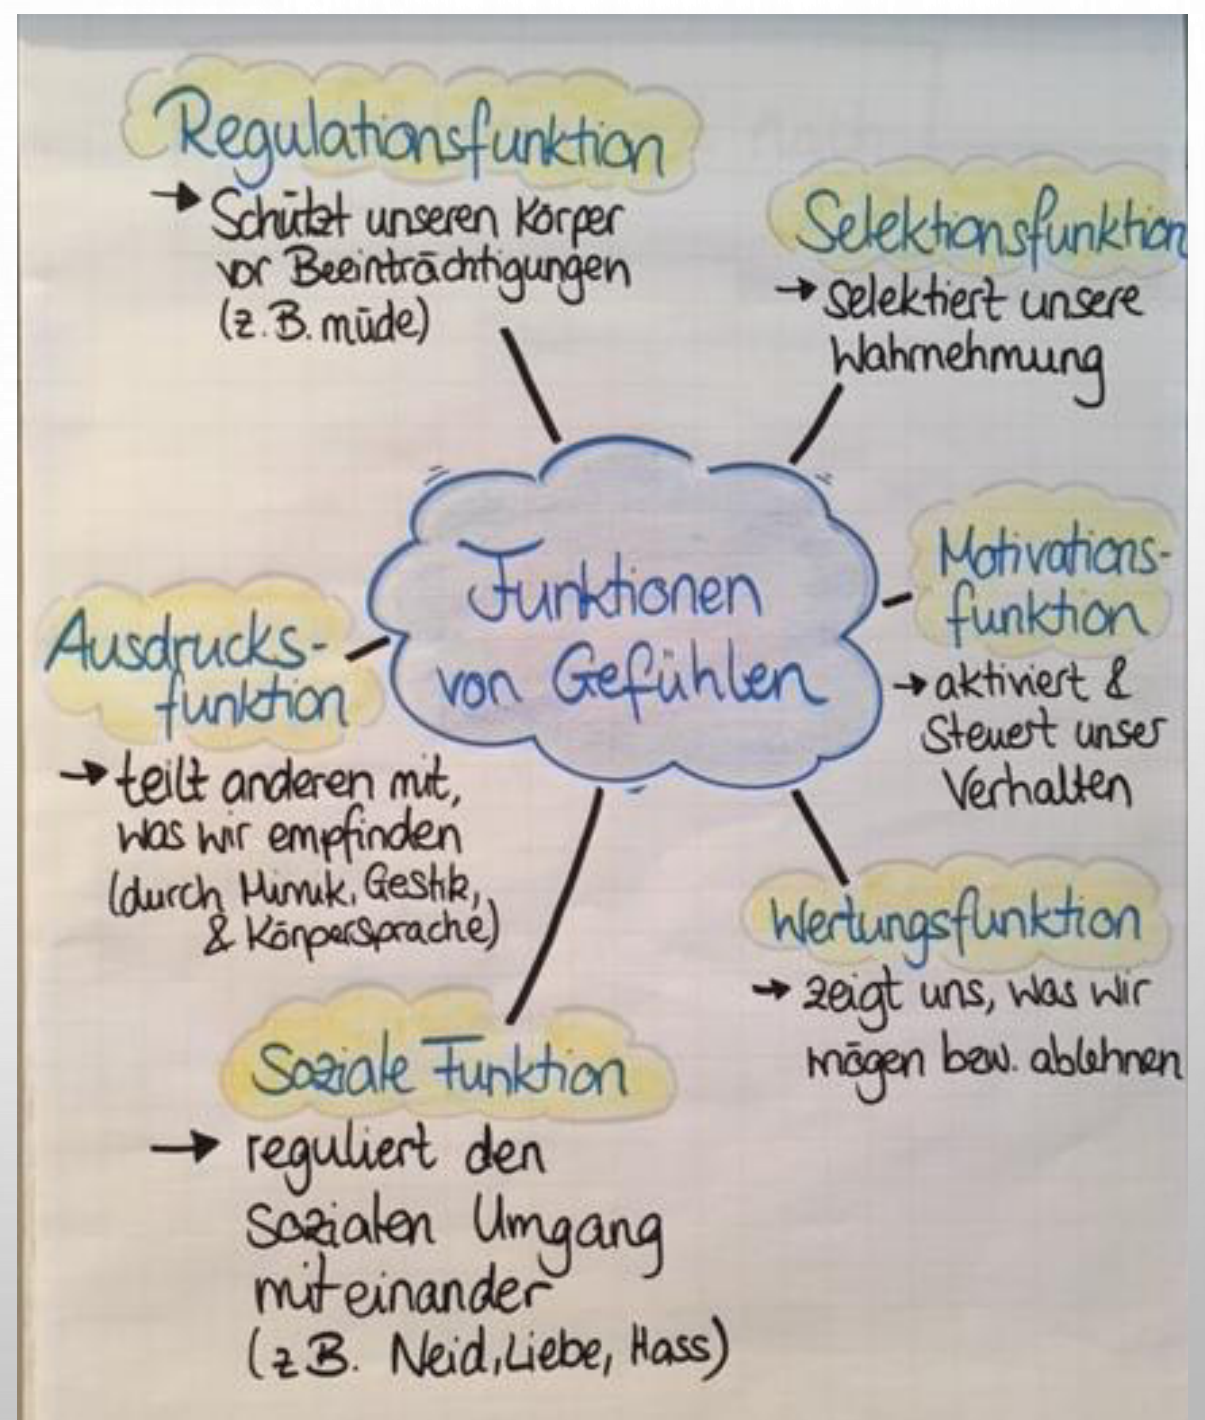 Regulationsfunktion
→ Schützt unseren Körper
vor Beeinträchtigungen
(z.B. müde)
Selektionsfunktion
→ selektiert unsere
Wahrnehmung
Funktionen
von Gefühlen
Motivations-
funktion
→ aktiviert &
Steuert unser
Verhalten
Ausdrucks-
funktion
→ teilt anderen mit,
was wir empfinden
(durch Mimik, Gestik,
& Körpersprache)
Wertungsfunktion
→ zeigt uns, was wir
mögen bzw. ablehnen
Soziale Funktion
→ reguliert den
sozialen Umgang
miteinander
(z.B. Neid, Liebe, Hass)